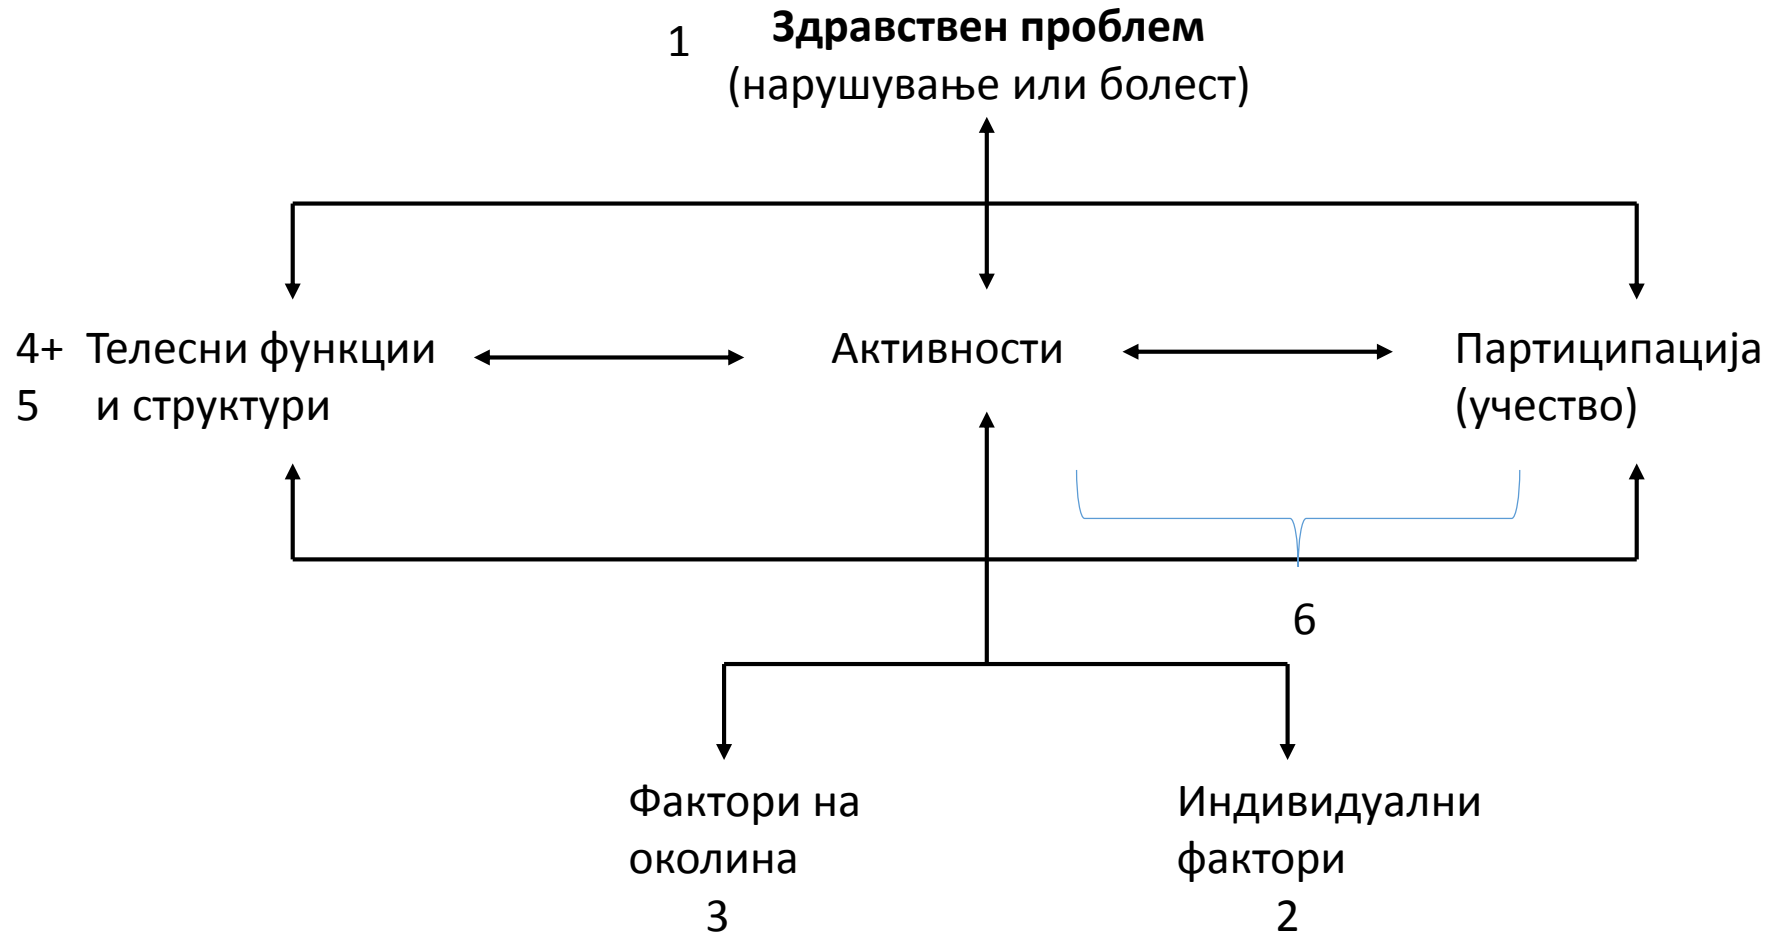 1 Здравствен проблем
(нарушување или болест)
4+ Телесни функции
5 и структури
Активности
Партиципација
(учество)
6
Фактори на
околина
3
Индивидуални
фактори
2